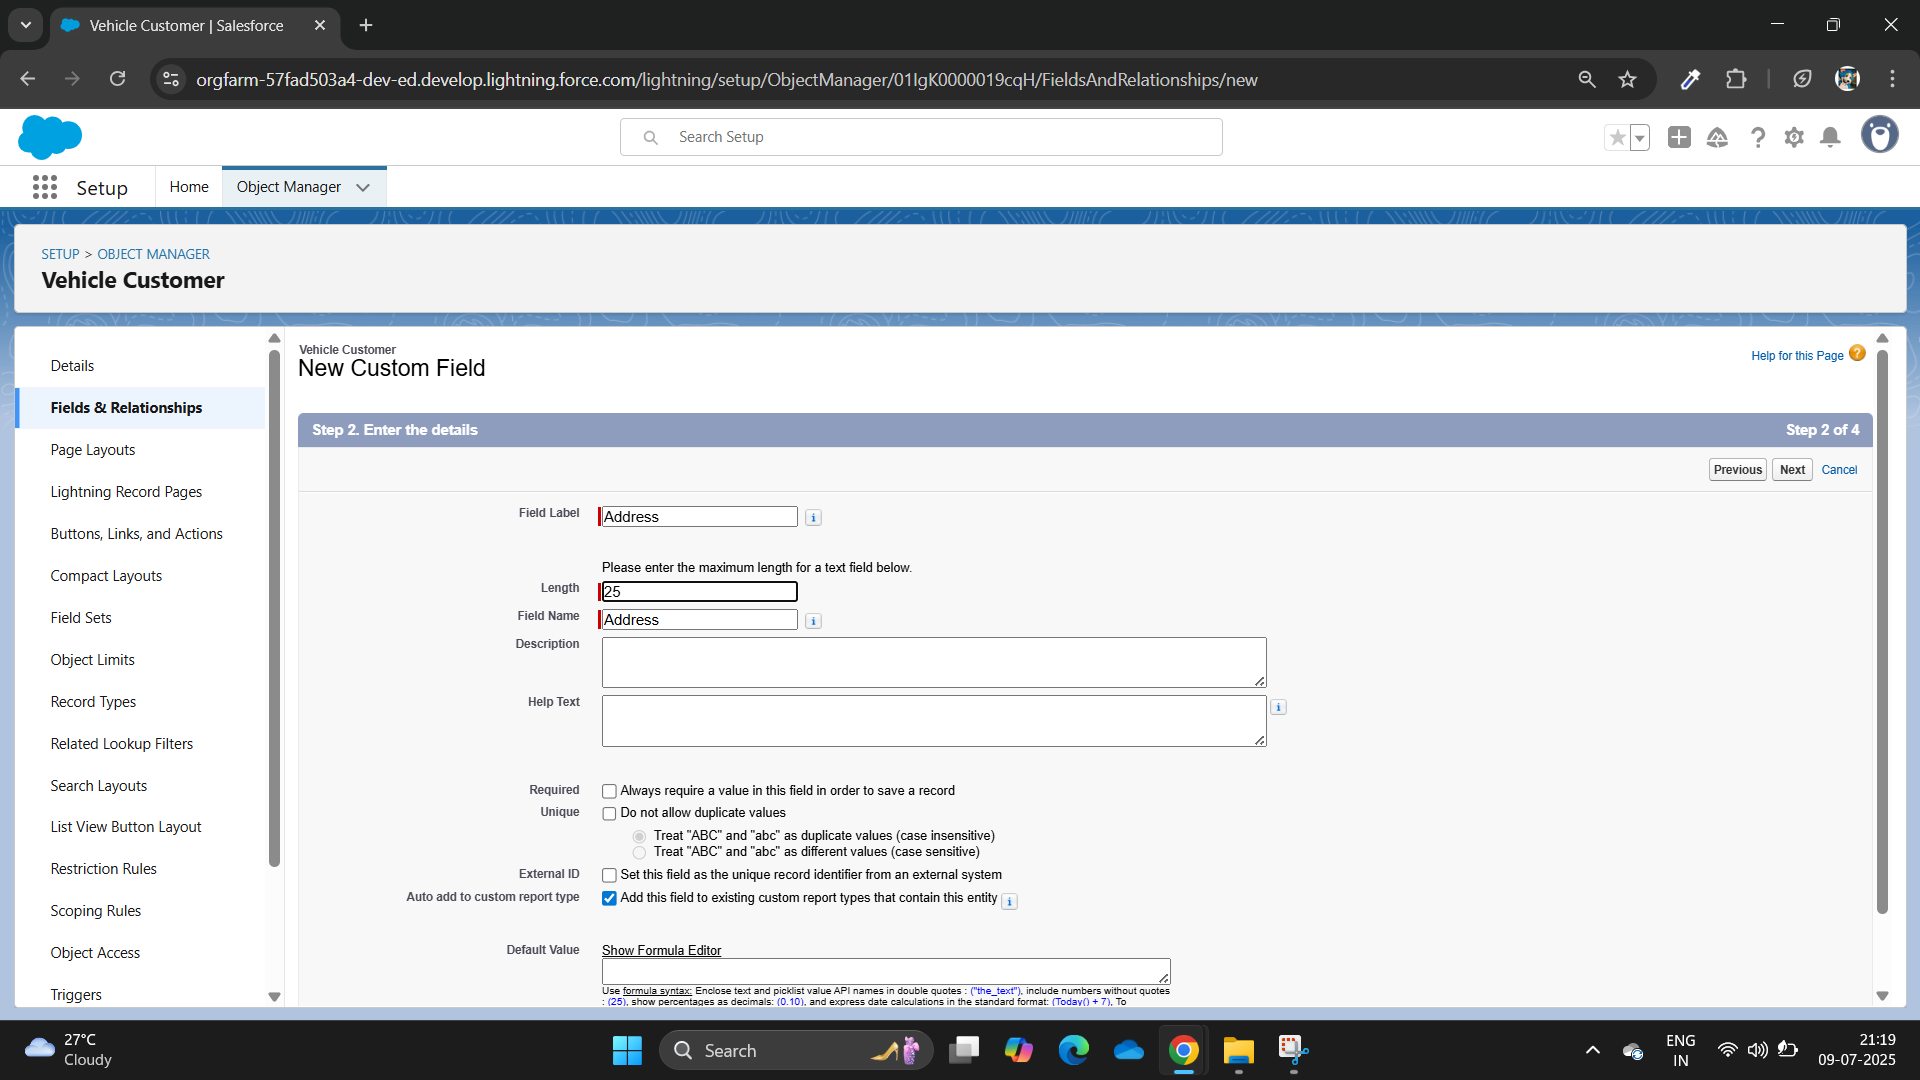 Vehicle Customer | Salesforce
orgfarm-57fad503a4-dev-ed.develop.lightning.force.com/lightning/setup/ObjectManager/01IgK0000019cqH/FieldsAndRelationships/new
Search Setup
Setup
Home
Object Manager
SETUP > OBJECT MANAGER
Vehicle Customer
Details
Fields & Relationships
Page Layouts
Lightning Record Pages
Buttons, Links, and Actions
Compact Layouts
Field Sets
Object Limits
Record Types
Related Lookup Filters
Search Layouts
List View Button Layout
Restriction Rules
Scoping Rules
Object Access
Triggers
Vehicle Customer
New Custom Field
Help for this Page ?
Step 2. Enter the details
Step 2 of 4
Previous Next Cancel
Field Label Address i
Please enter the maximum length for a text field below.
Length 25
Field Name Address i
Description
Help Text i
Required Always require a value in this field in order to save a record
Unique Do not allow duplicate values
Treat "ABC" and "abc" as duplicate values (case insensitive)
Treat "ABC" and "abc" as different values (case sensitive)
External ID Set this field as the unique record identifier from an external system
Auto add to custom report type Add this field to existing custom report types that contain this entity i
Default Value Show Formula Editor
Use formula syntax: Enclose text and picklist value API names in double quotes : ("the_text"), include numbers without quotes
: (25), show percentages as decimals: (0.10), and express date calculations in the standard format: (Today() + 7), To
27°C
Cloudy
Search
ENG
IN
21:19
09-07-2025